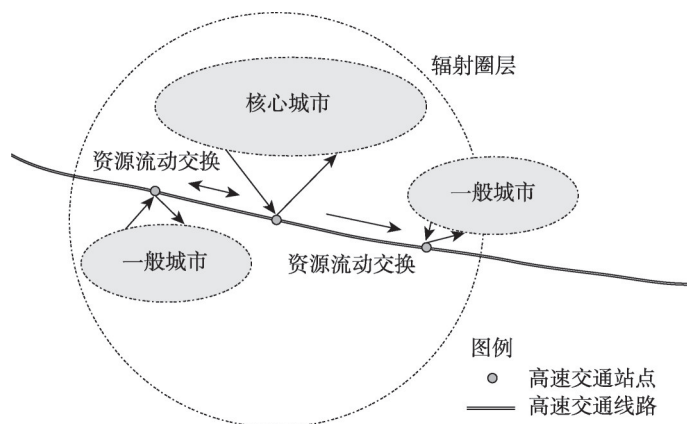 辐射圈层
核心城市
资源流动交换
一般城市
一般城市
资源流动交换
图例
高速交通站点
高速交通线路